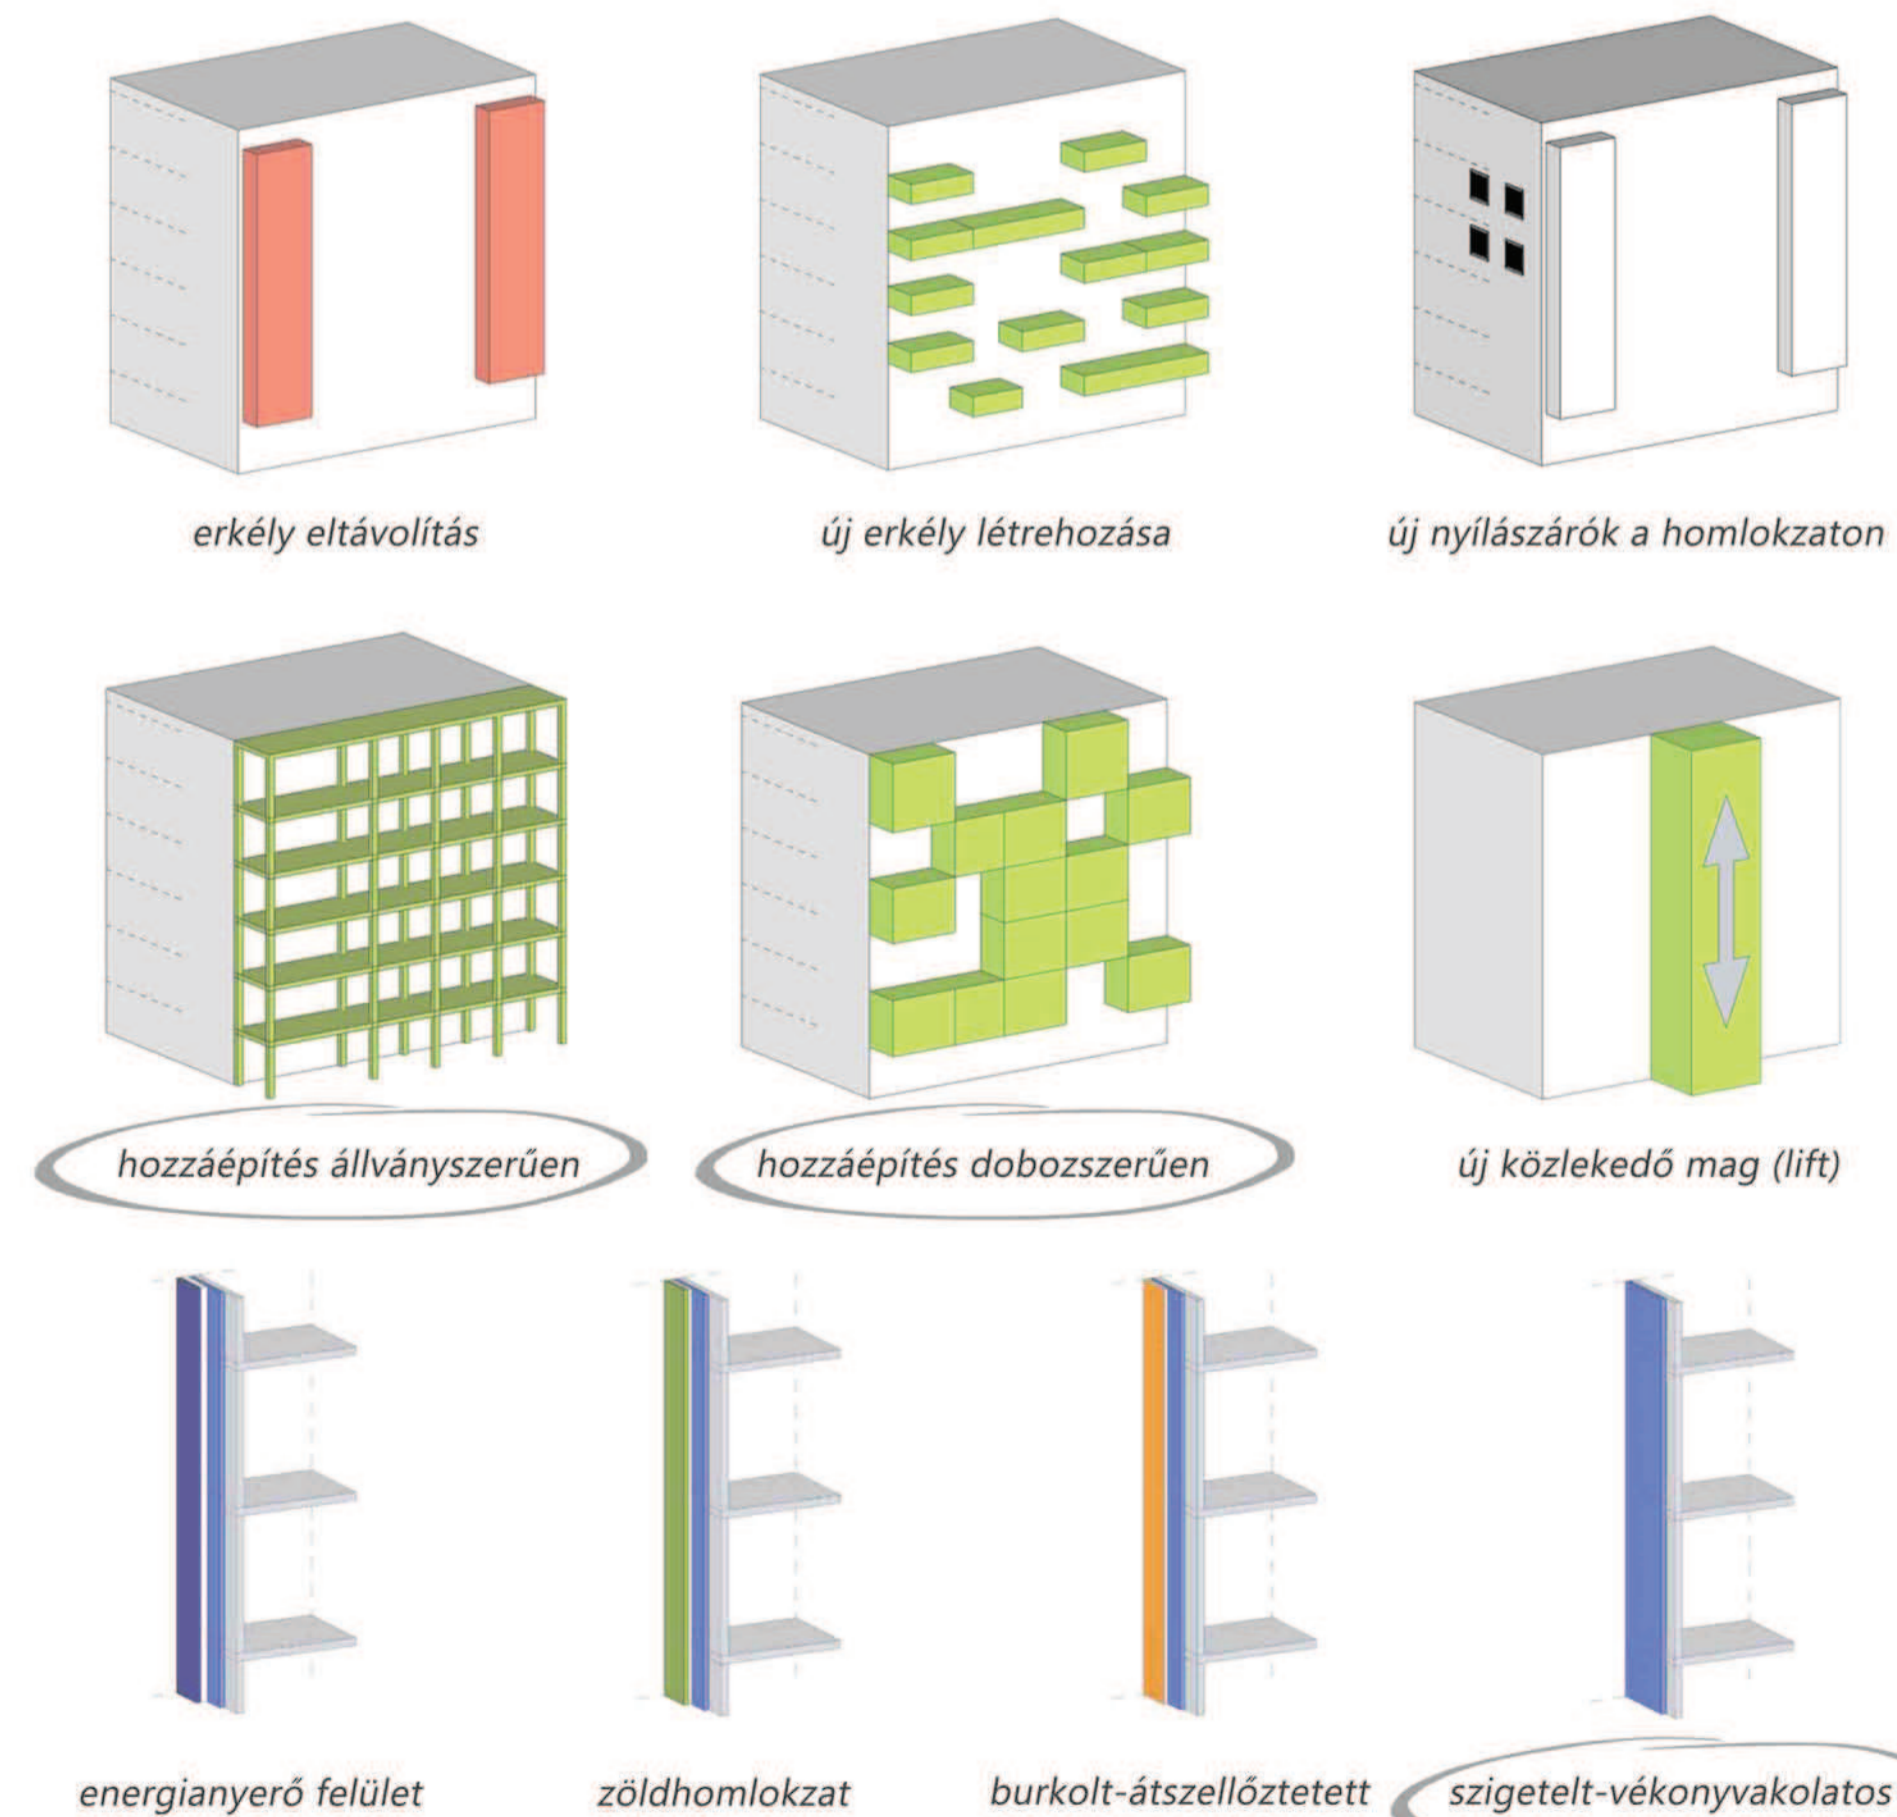 erkély eltávolítás
új erkély létrehozása
új nyílászárók a homlokzaton
hozzáépítés állványszerűen
hozzáépítés dobozszerűen
új közlekedő mag (lift)
energianyerő felület
zöldhomlokzat
burkolt-átszellőztetett
szigetelt-vékonyvakolatos